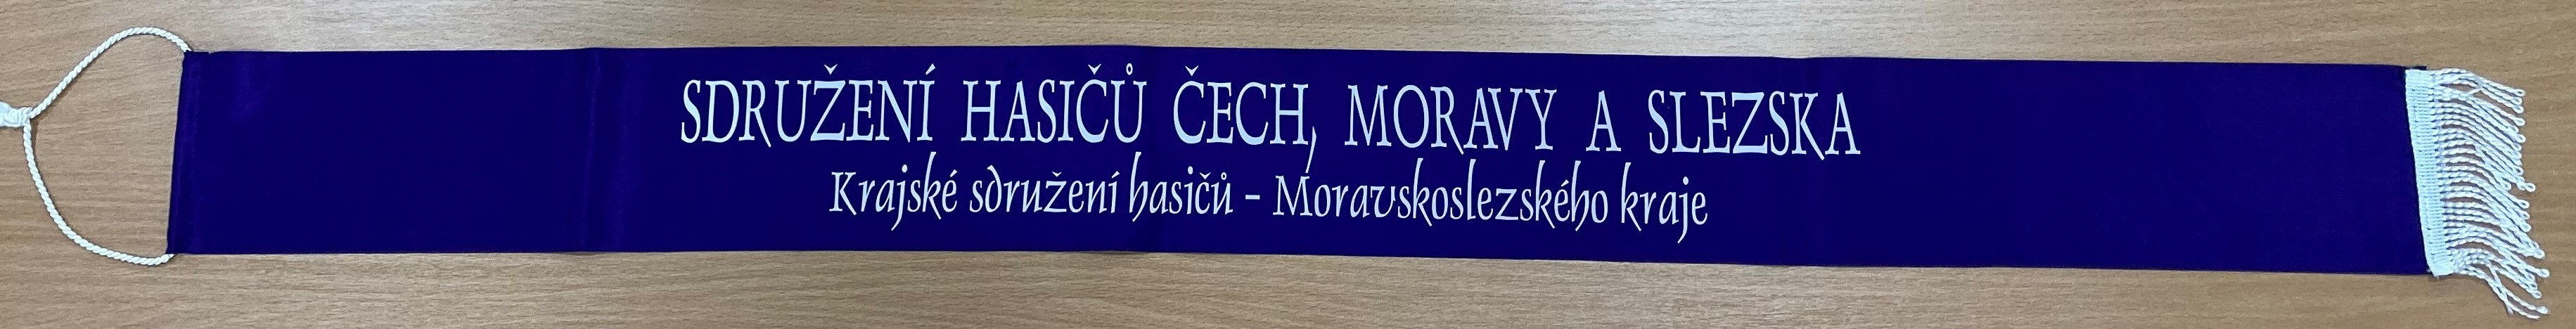 SDRUŽENÍ HASIČŮ ČECH, MORAVY A SLEZSKA
Krajské sdružení hasičů - Moravskoslezského kraje